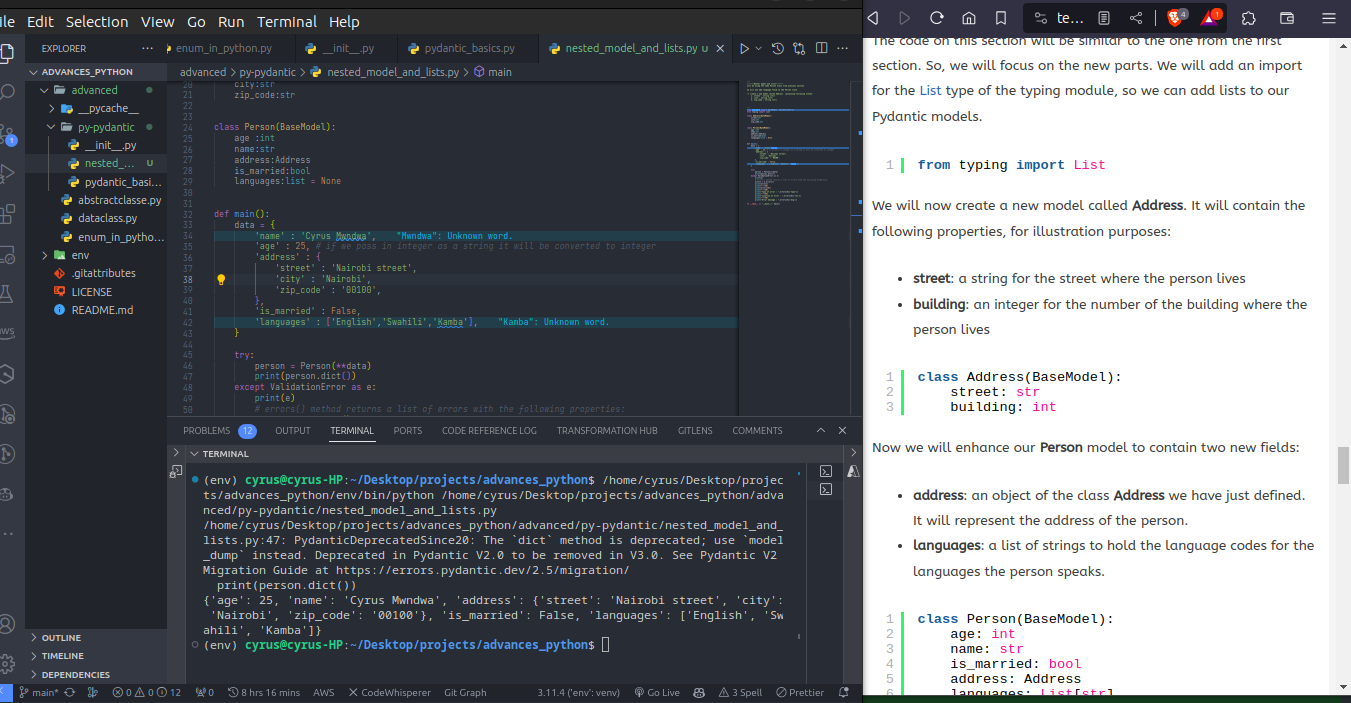 ile Edit Selection View Go Run Terminal Help
te...
4
1
EXPLORER
enum_in_python.py
__init__.py
pydantic_basics.py
nested_model_and_lists.py U
ADVANCES_PYTHON
advanced > py-pydantic > nested_model_and_lists.py > main
advanced
__pycache__
py-pydantic
__init__.py
nested_... U
pydantic_basi...
abstractclasse.py
dataclass.py
enum_in_pytho...
env
.gitattributes
LICENSE
README.md
OUTLINE
TIMELINE
DEPENDENCIES
20 city:str
21 zip_code:str
22
23
24 class Person(BaseModel):
25 age :int
26 name:str
27 address:Address
28 is_married:bool
29 languages:list = None
30
31
32 def main():
33 data = {
34 'name' : 'Cyrus Mwndwa', "Mwndwa": Unknown word.
35 'age' : 25, # if we pass in integer as a string it will be converted to integer
36 'address' : {
37 'street' : 'Nairobi street',
38 'city' : 'Nairobi',
39 'zip_code' : '00100',
40 },
41 'is_married' : False,
42 'languages' : ['English','Swahili','Kamba'], "Kamba": Unknown word.
43 }
44
45 try:
46 person = Person(**data)
47 print(person.dict())
48 except ValidationError as e:
49 print(e)
50 # errors() method returns a list of errors with the following properties:
PROBLEMS 12 OUTPUT TERMINAL PORTS CODE REFERENCE LOG TRANSFORMATION HUB GITLENS COMMENTS
TERMINAL
(env) cyrus@cyrus-HP:~/Desktop/projects/advances_python$ /home/cyrus/Desktop/projec
ts/advances_python/env/bin/python /home/cyrus/Desktop/projects/advances_python/adva
nced/py-pydantic/nested_model_and_lists.py
/home/cyrus/Desktop/projects/advances_python/advanced/py-pydantic/nested_model_and_
lists.py:47: PydanticDeprecatedSince20: The `dict` method is deprecated; use `model
_dump` instead. Deprecated in Pydantic V2.0 to be removed in V3.0. See Pydantic V2
Migration Guide at https://errors.pydantic.dev/2.5/migration/
print(person.dict())
{'age': 25, 'name': 'Cyrus Mwndwa', 'address': {'street': 'Nairobi street', 'city':
'Nairobi', 'zip_code': '00100'}, 'is_married': False, 'languages': ['English', 'Sw
ahili', 'Kamba']}
(env) cyrus@cyrus-HP:~/Desktop/projects/advances_python$
main* 0 0 12 0 8 hrs 16 mins AWS CodeWhisperer Git Graph 3.11.4 ('env': venv) Go Live 3 Spell Prettier
The code on this section will be similar to the one from the first
section. So, we will focus on the new parts. We will add an import
for the List type of the typing module, so we can add lists to our
Pydantic models.
1 from typing import List
We will now create a new model called Address. It will contain the
following properties, for illustration purposes:
• street: a string for the street where the person lives
• building: an integer for the number of the building where the
person lives
1 class Address(BaseModel):
2 street: str
3 building: int
Now we will enhance our Person model to contain two new fields:
• address: an object of the class Address we have just defined.
It will represent the address of the person.
• languages: a list of strings to hold the language codes for the
languages the person speaks.
1 class Person(BaseModel):
2 age: int
3 name: str
4 is_married: bool
5 address: Address
6 languages: List[str]